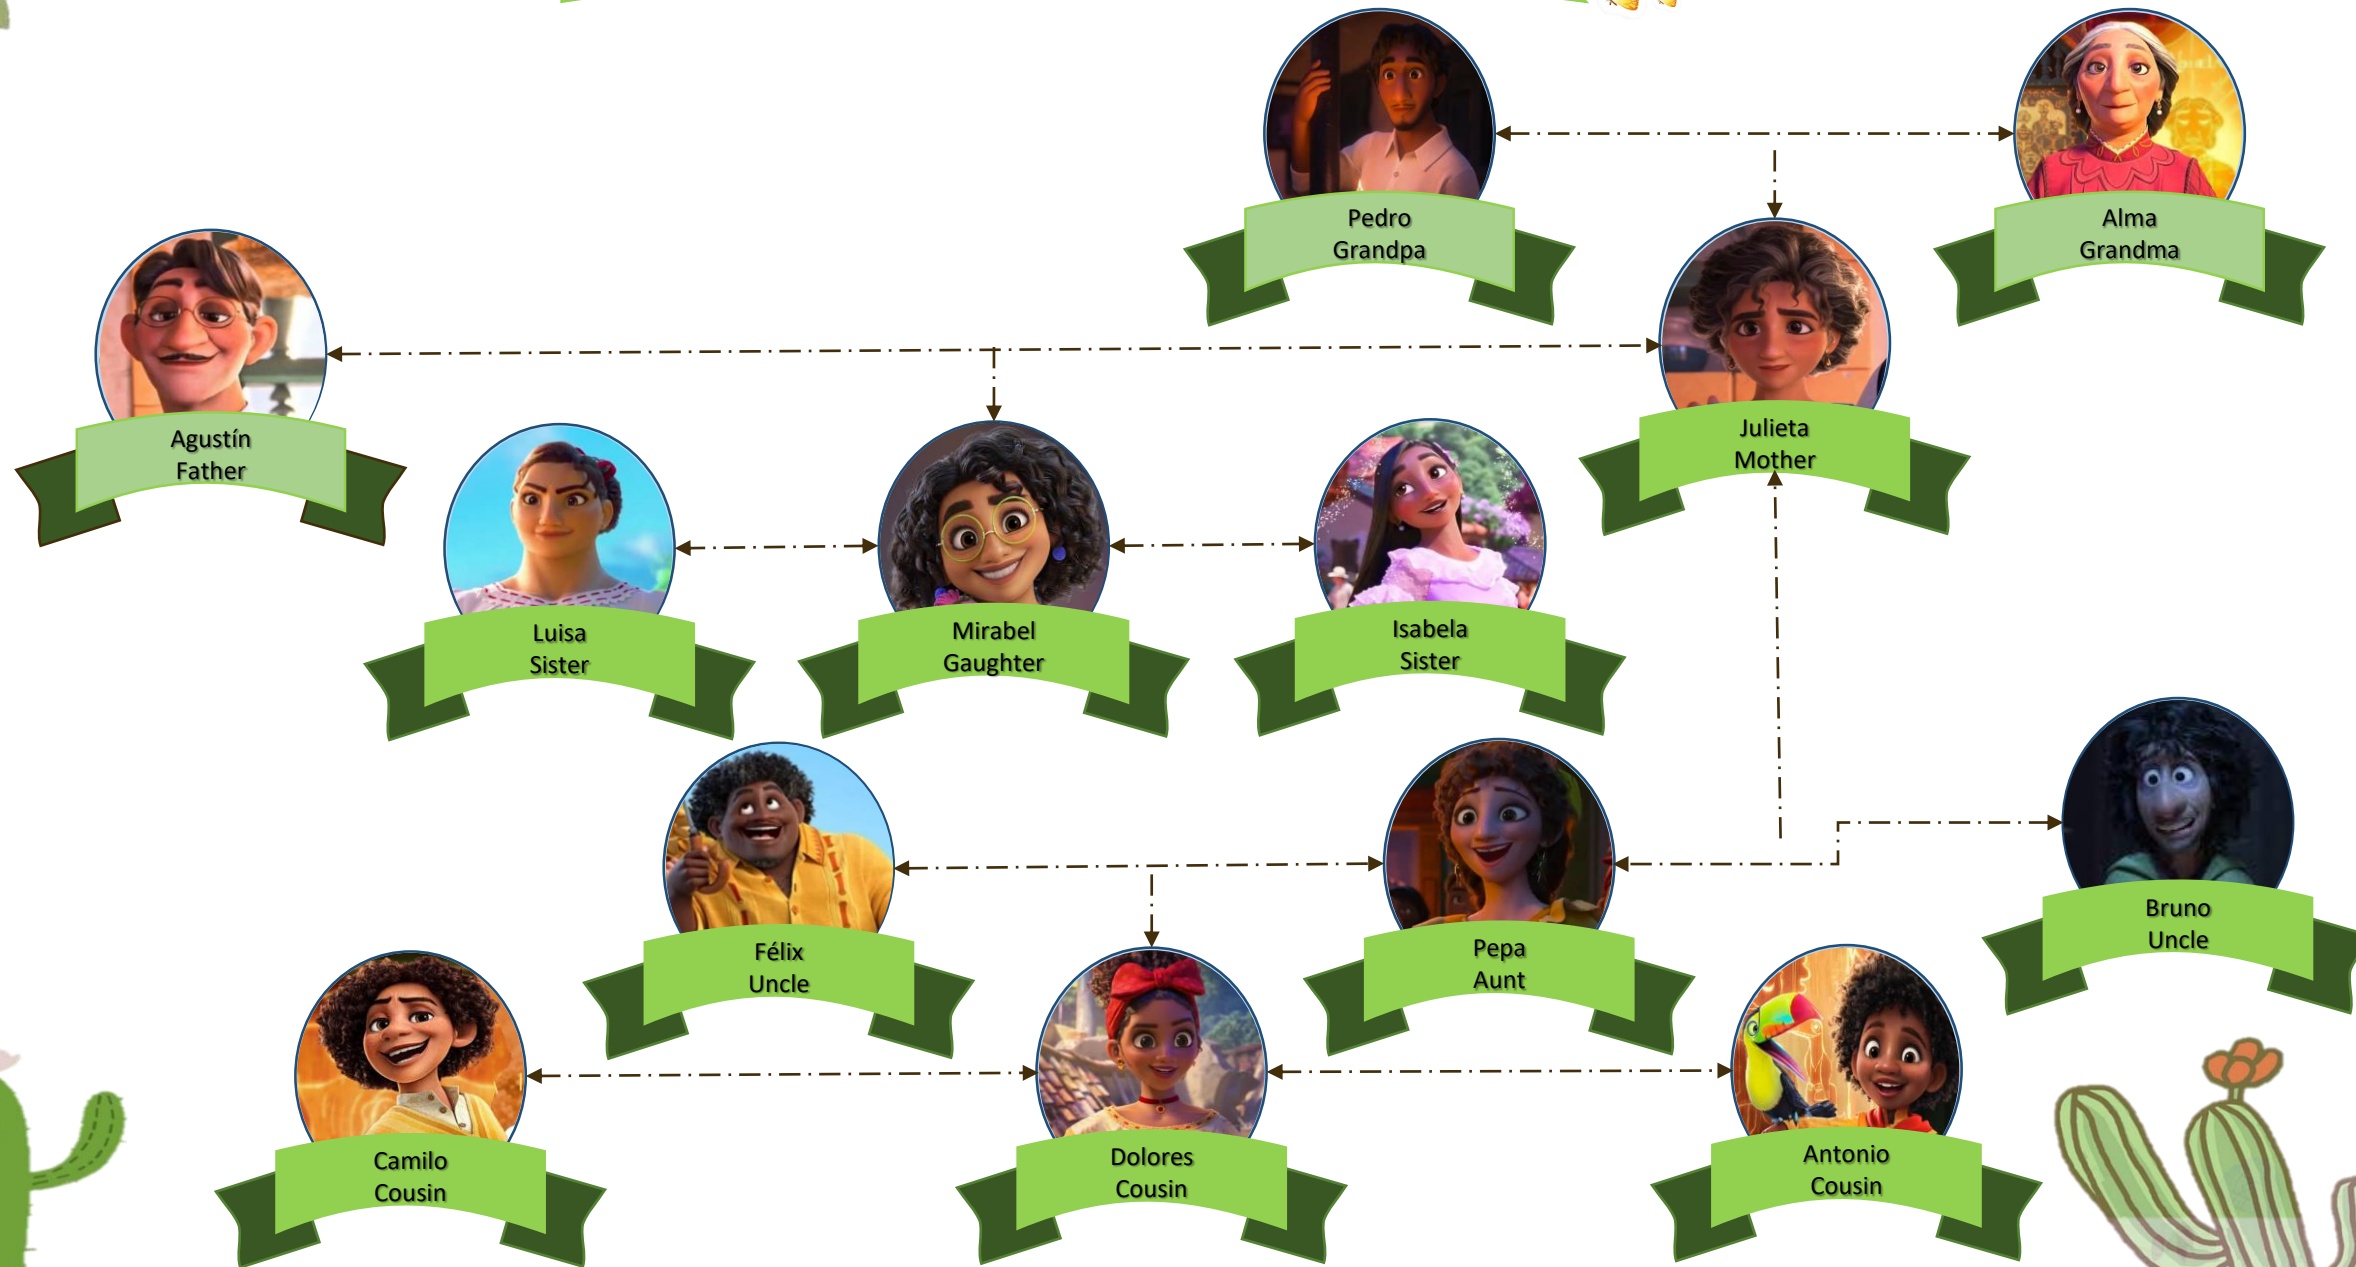 Pedro
Grandpa
Alma
Grandma
Agustín
Father
Julieta
Mother
Luisa
Sister
Mirabel
Gaughter
Isabela
Sister
Félix
Uncle
Pepa
Aunt
Bruno
Uncle
Camilo
Cousin
Dolores
Cousin
Antonio
Cousin